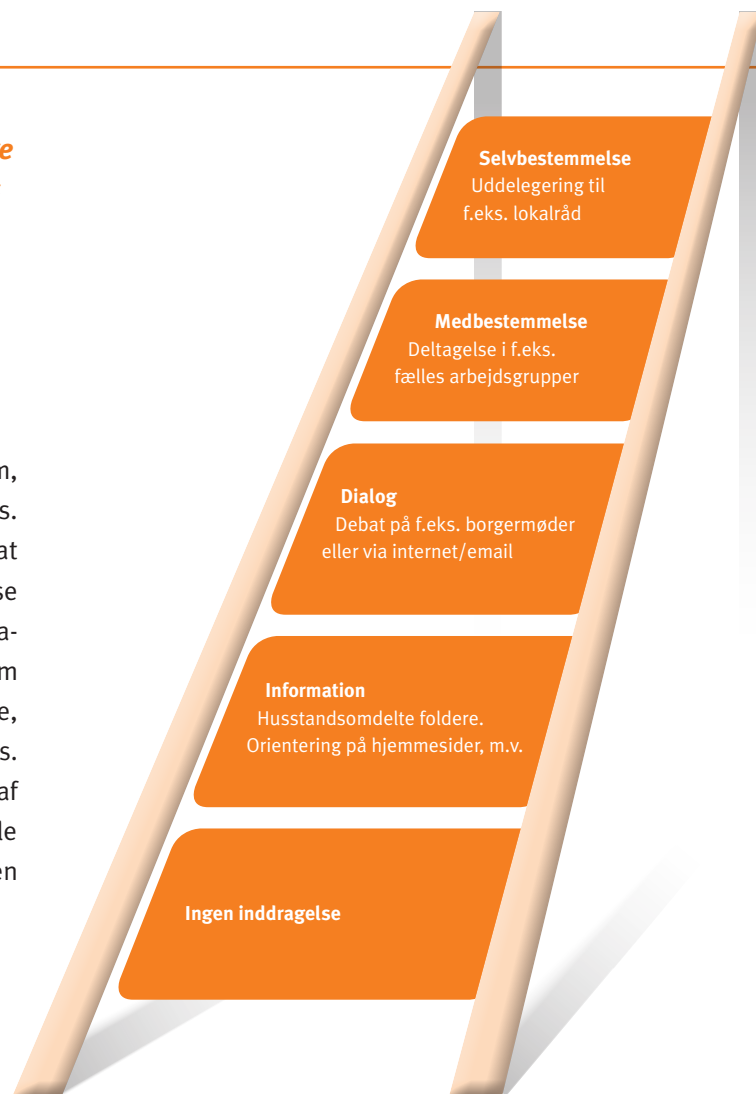 Selvbestemmelse
Uddelegering til
f.eks. lokalråd
Medbestemmelse
Deltagelse i f.eks.
fælles arbejdsgrupper
Dialog
Debat på f.eks. borgermøder
eller via internet/email
Information
Husstandsomdelte foldere.
Orientering på hjemmesider, m.v.
Ingen inddragelse